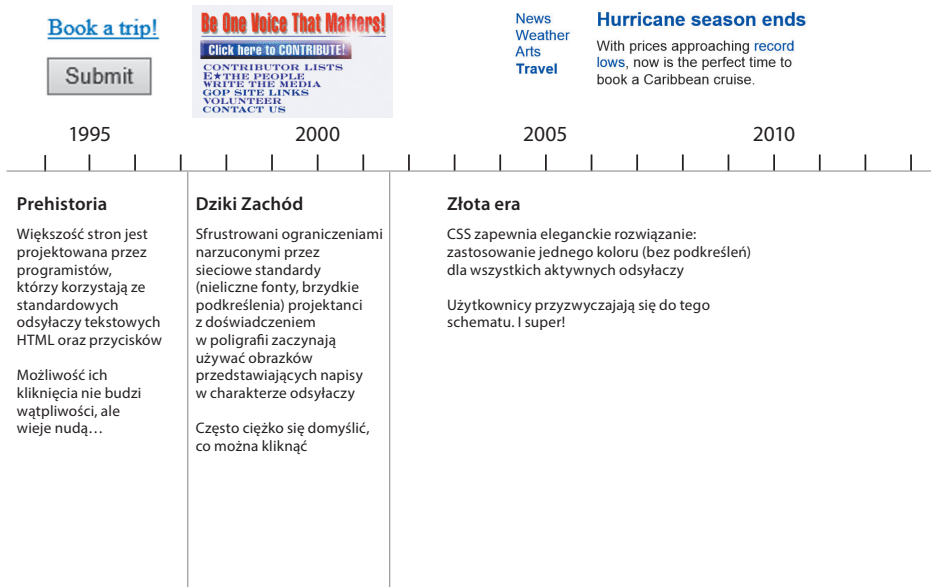 Book a trip!
Submit
Be One Voice That Matters!
Click here to CONTRIBUTE!
CONTRIBUTOR LISTS
E★THE PEOPLE
WRITE THE MEDIA
GOP SITE LINKS
VOLUNTEER
CONTACT US
News
Weather
Arts
Travel
Hurricane season ends
With prices approaching record
lows, now is the perfect time to
book a Caribbean cruise.
1995
2000
2005
2010
Prehistoria
Większość stron jest
projektowana przez
programistów,
którzy korzystają ze
standardowych
odsyłaczy tekstowych
HTML oraz przycisków
Możliwość ich
kliknięcia nie budzi
wątpliwości, ale
wieje nudą…
Dziki Zachód
Sfrustrowani ograniczeniami
narzuconymi przez
sieciowe standardy
(nieliczne fonty, brzydkie
podkreślenia) projektanci
z doświadczeniem
w poligrafii zaczynają
używać obrazków
przedstawiających napisy
w charakterze odsyłaczy
Często ciężko się domyślić,
co można kliknąć
Złota era
CSS zapewnia eleganckie rozwiązanie:
zastosowanie jednego koloru (bez podkreśleń)
dla wszystkich aktywnych odsyłaczy
Użytkownicy przyzwyczajają się do tego
schematu. I super!